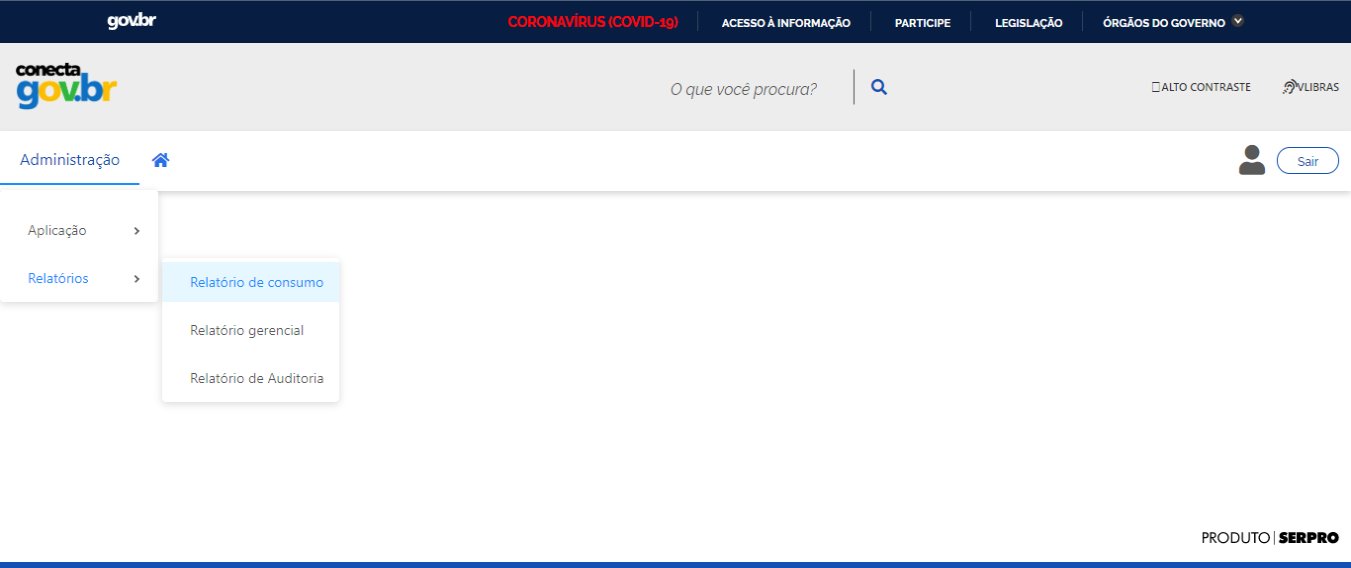 gov.br CORONAVÍRUS (COVID-19) ACESSO À INFORMAÇÃO PARTICIPE LEGISLAÇÃO ÓRGÃOS DO GOVERNO
conecta
gov.br
O que você procura?
ALTO CONTRASTE VLIBRAS
Administração Sair
Aplicação
Relatórios
Relatório de consumo
Relatório gerencial
Relatório de Auditoria
PRODUTO | SERPRO